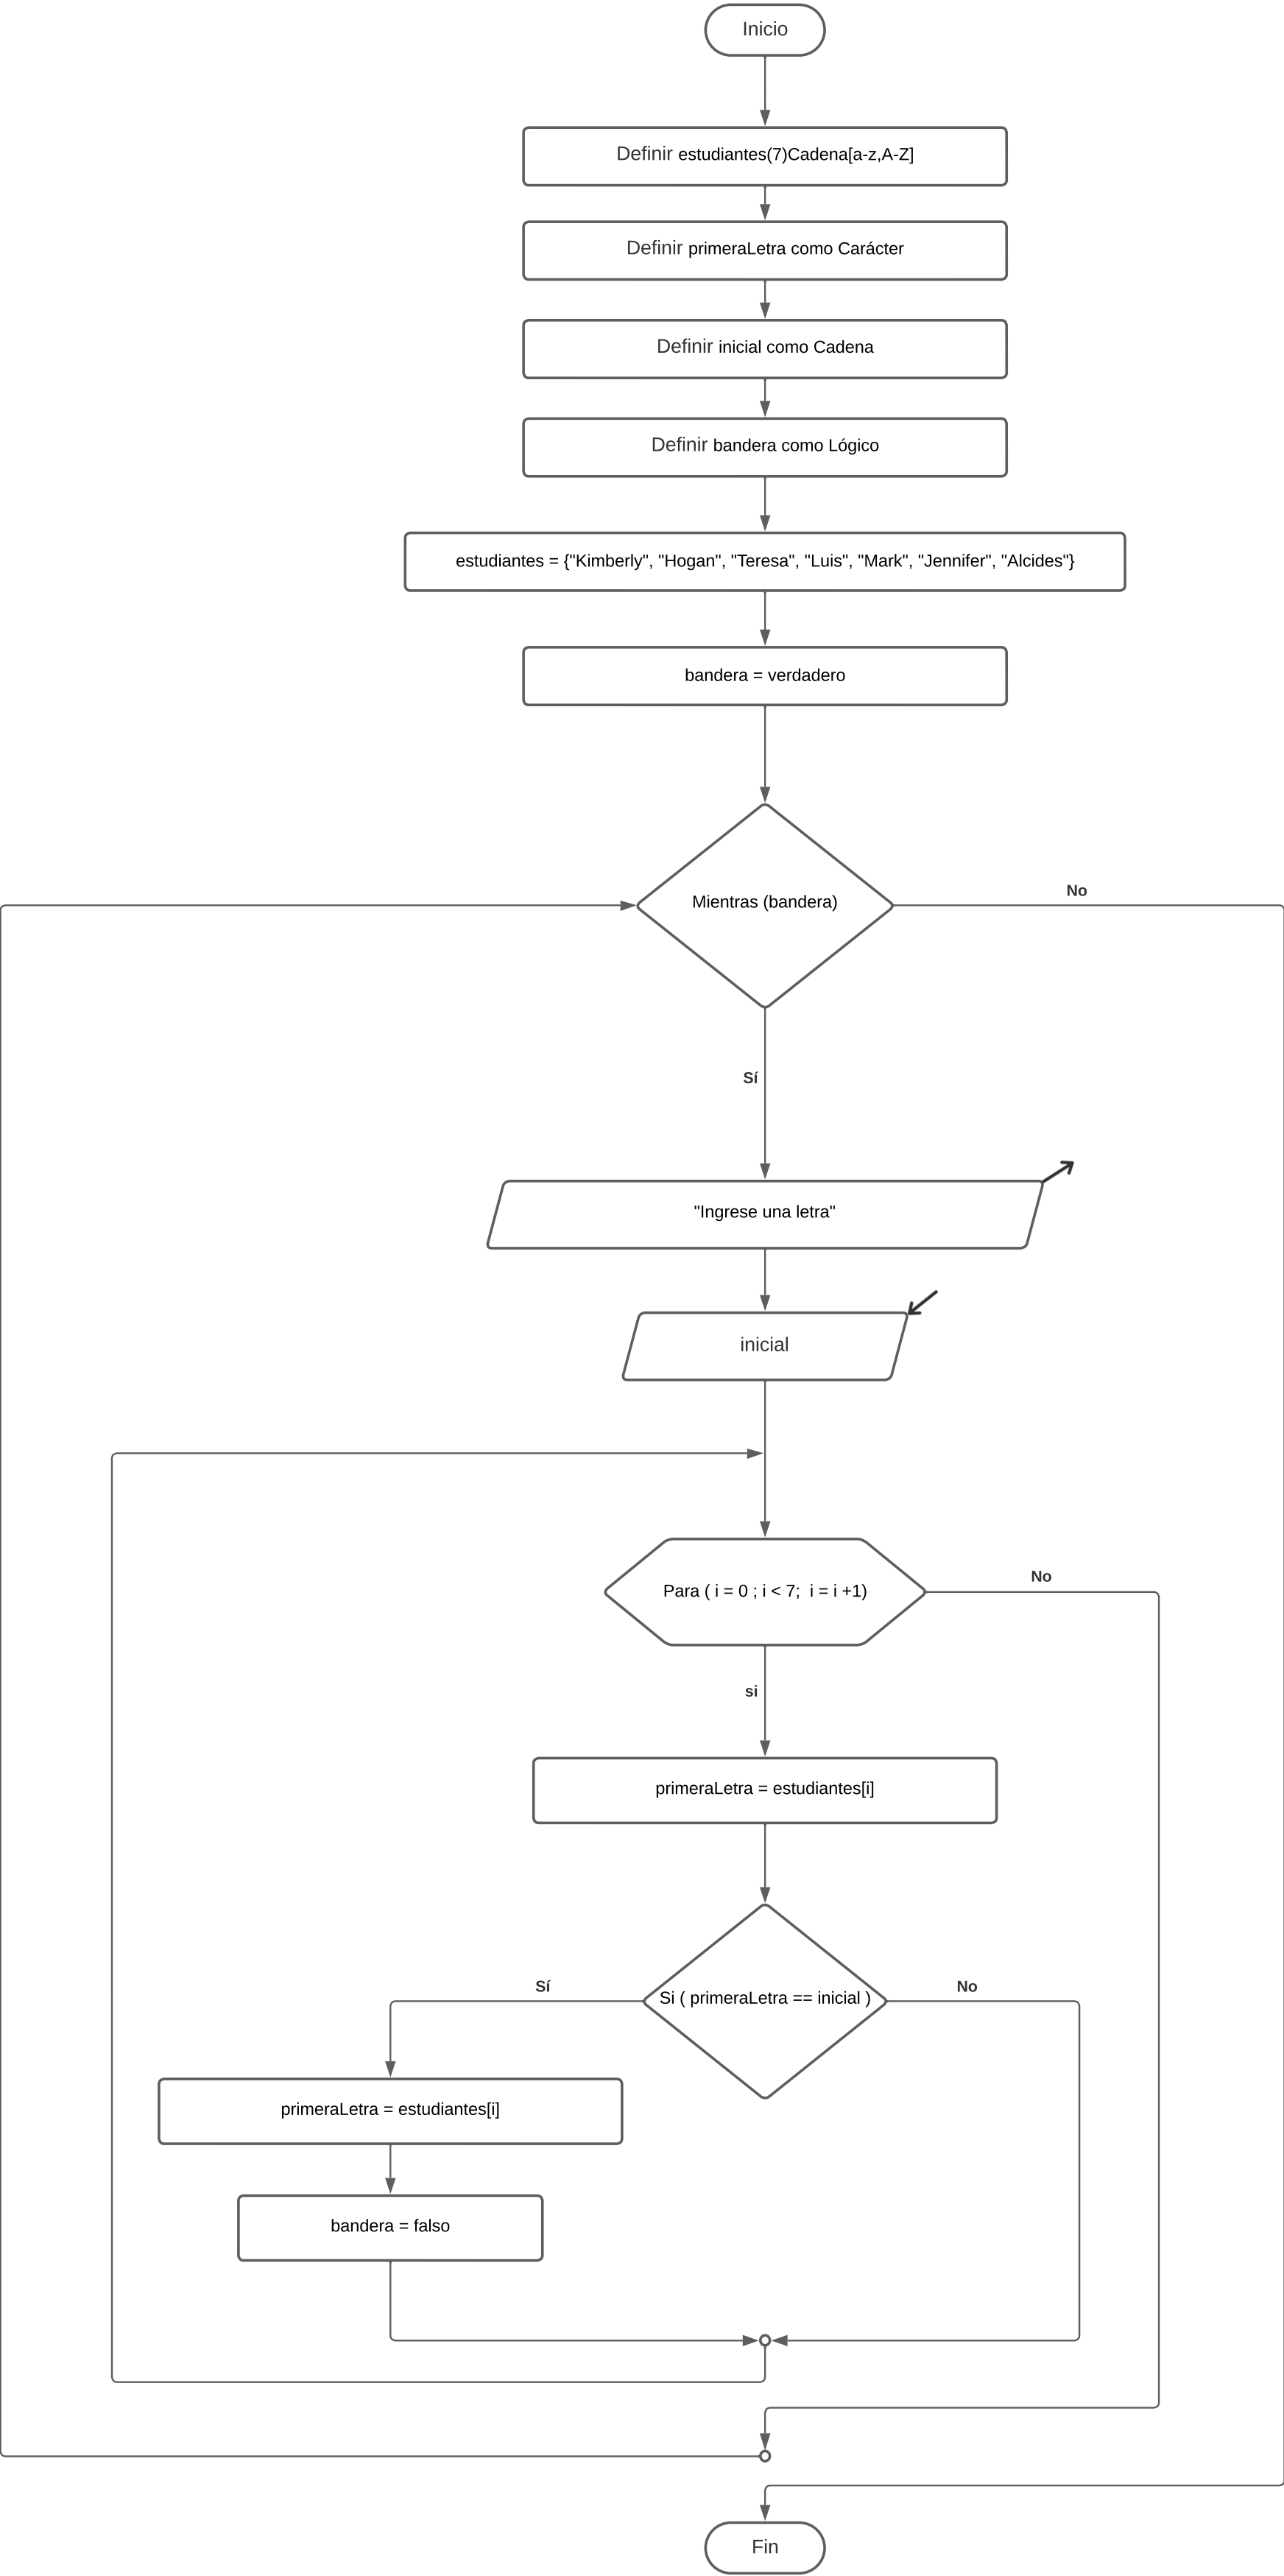 Inicio
Definir estudiantes(7)Cadena[a-z,A-Z]
Definir primeraLetra como Carácter
Definir inicial como Cadena
Definir bandera como Lógico
estudiantes = {"Kimberly", "Hogan", "Teresa", "Luis", "Mark", "Jennifer", "Alcides"}
bandera = verdadero
Mientras (bandera)
No
Sí
"Ingrese una letra"
inicial
Para ( i = 0 ; i < 7;  i = i +1)
No
si
primeraLetra = estudiantes[i]
Si ( primeraLetra == inicial )
Sí
No
primeraLetra = estudiantes[i]
bandera = falso
Fin